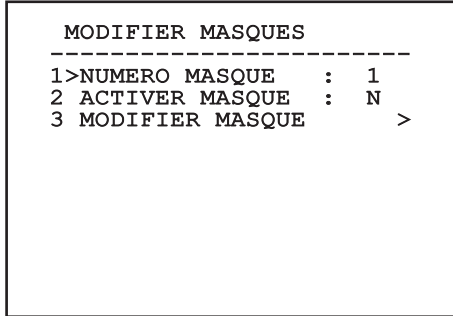 MODIFIER MASQUES
-------------------------
1>NUMERO MASQUE   :  1
2 ACTIVER MASQUE  :  N
3 MODIFIER MASQUE       >